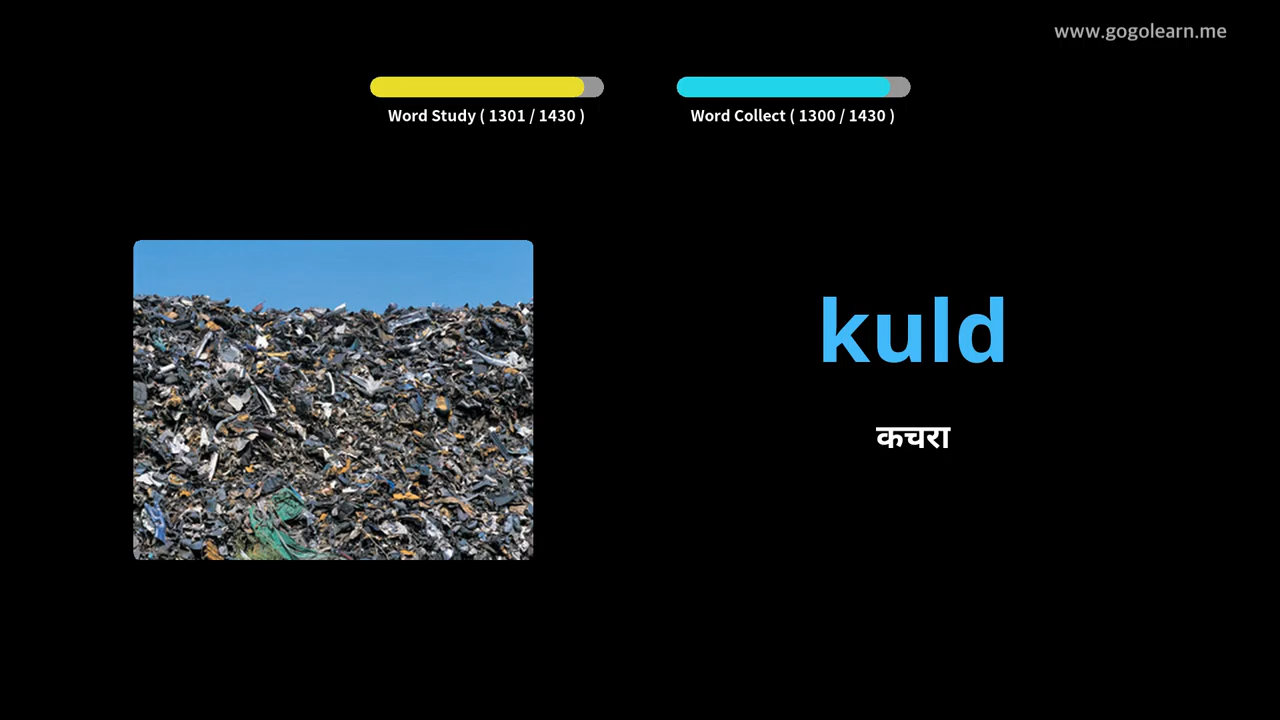 www.gogolearn.me
Word Study ( 1301 / 1430 )
Word Collect ( 1300 / 1430 )
kuld
कचरा